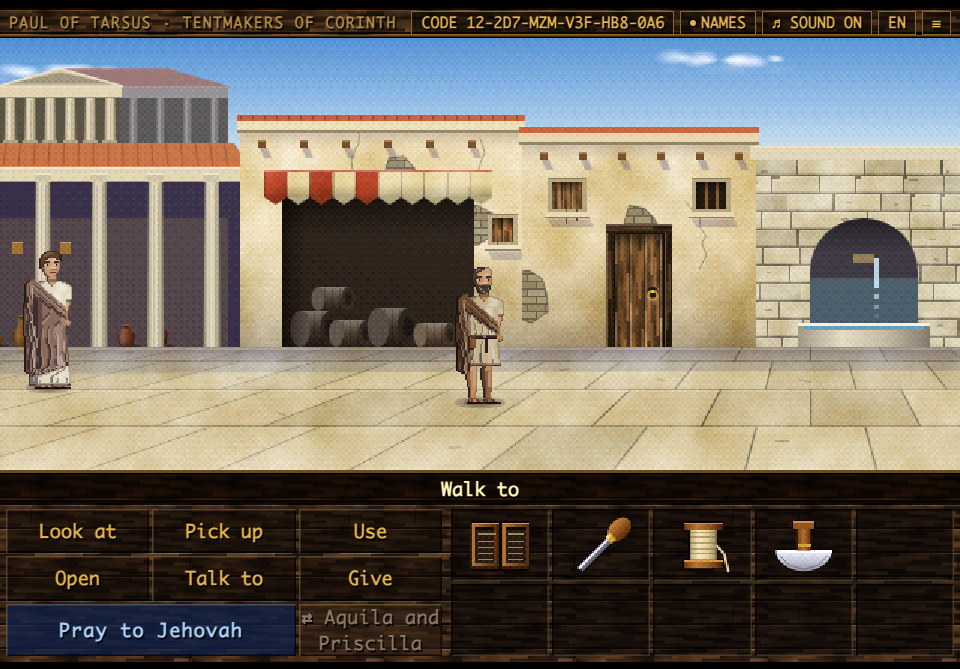 PAUL OF TARSUS · TENTMAKERS OF CORINTH
CODE 12-2D7-MZM-V3F-HB8-0A6
● NAMES
♬ SOUND ON
EN
≡
Walk to
Look at
Pick up
Use
Open
Talk to
Give
Pray to Jehovah
⇄ Aquila and
Priscilla